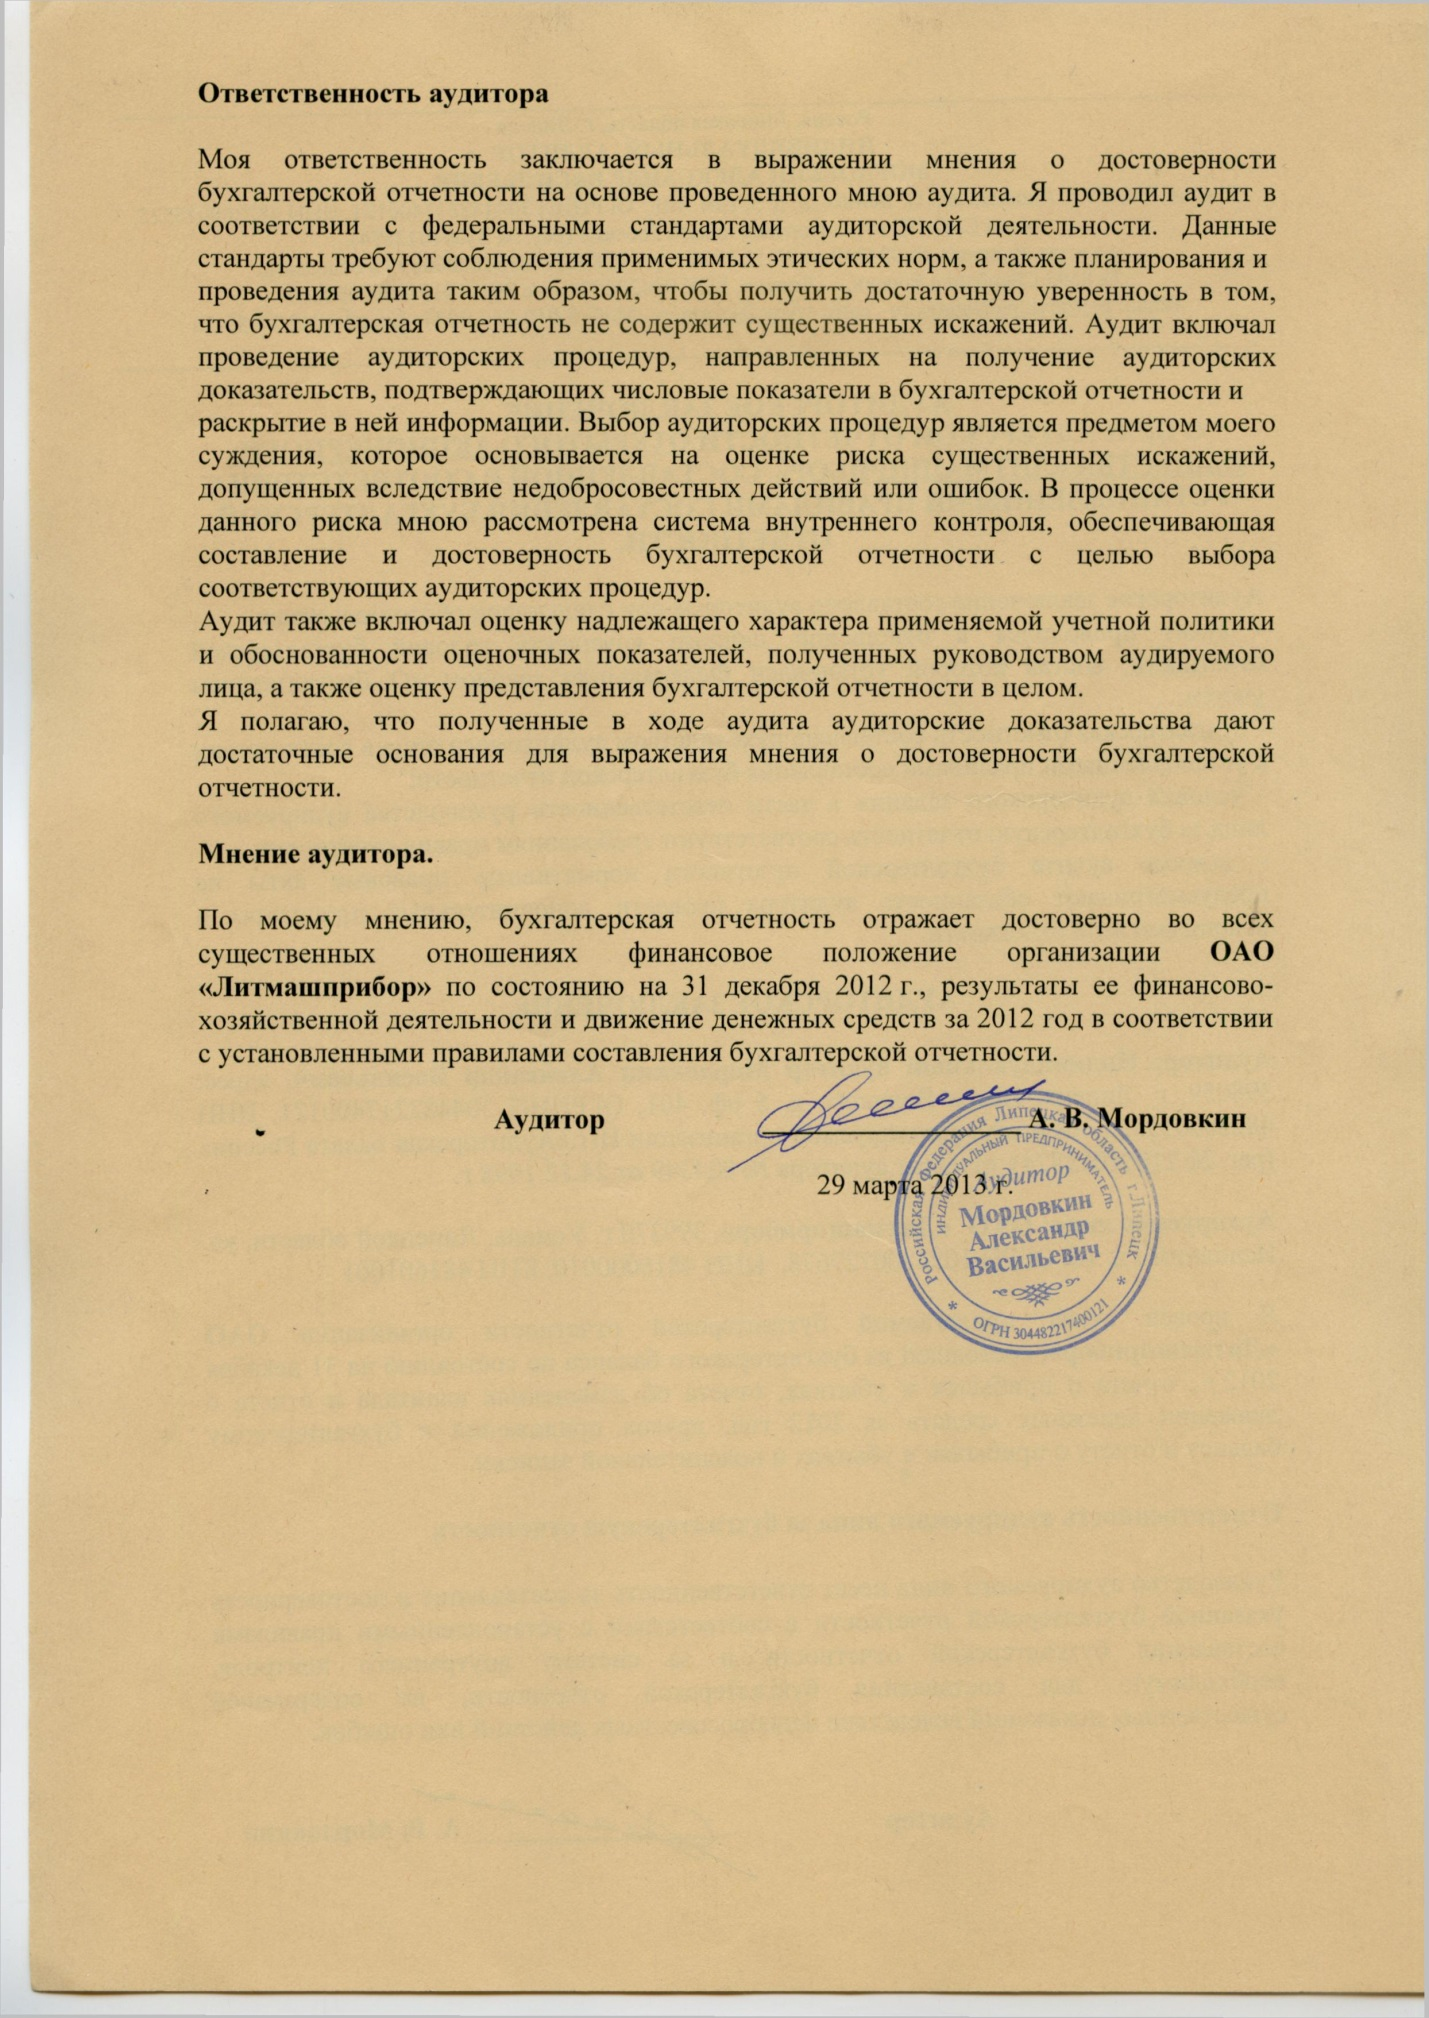 Ответственность аудитора
Моя ответственность заключается в выражении мнения о достоверности
бухгалтерской отчетности на основе проведенного мною аудита. Я проводил аудит в
соответствии с федеральными стандартами аудиторской деятельности. Данные
стандарты требуют соблюдения применимых этических норм, а также планирования и
проведения аудита таким образом, чтобы получить достаточную уверенность в том,
что бухгалтерская отчетность не содержит существенных искажений. Аудит включал
проведение аудиторских процедур, направленных на получение аудиторских
доказательств, подтверждающих числовые показатели в бухгалтерской отчетности и
раскрытие в ней информации. Выбор аудиторских процедур является предметом моего
суждения, которое основывается на оценке риска существенных искажений,
допущенных вследствие недобросовестных действий или ошибок. В процессе оценки
данного риска мною рассмотрена система внутреннего контроля, обеспечивающая
составление и достоверность бухгалтерской отчетности с целью выбора
соответствующих аудиторских процедур.
Аудит также включал оценку надлежащего характера применяемой учетной политики
и обоснованности оценочных показателей, полученных руководством аудируемого
лица, а также оценку представления бухгалтерской отчетности в целом.
Я полагаю, что полученные в ходе аудита аудиторские доказательства дают
достаточные основания для выражения мнения о достоверности бухгалтерской
отчетности.
Мнение аудитора.
По моему мнению, бухгалтерская отчетность отражает достоверно во всех
существенных отношениях финансовое положение организации ОАО
«Литмашприбор» по состоянию на 31 декабря 2012 г., результаты ее финансово-
хозяйственной деятельности и движение денежных средств за 2012 год в соответствии
с установленными правилами составления бухгалтерской отчетности.
Аудитор А. В. Мордовкин
29 марта 2013 г.
Российская Федерация Липецкая область г.Липецк
ИНДИВИДУАЛЬНЫЙ ПРЕДПРИНИМАТЕЛЬ
Аудитор
Мордовкин
Александр
Васильевич
* ОГРН 304482217400121 *